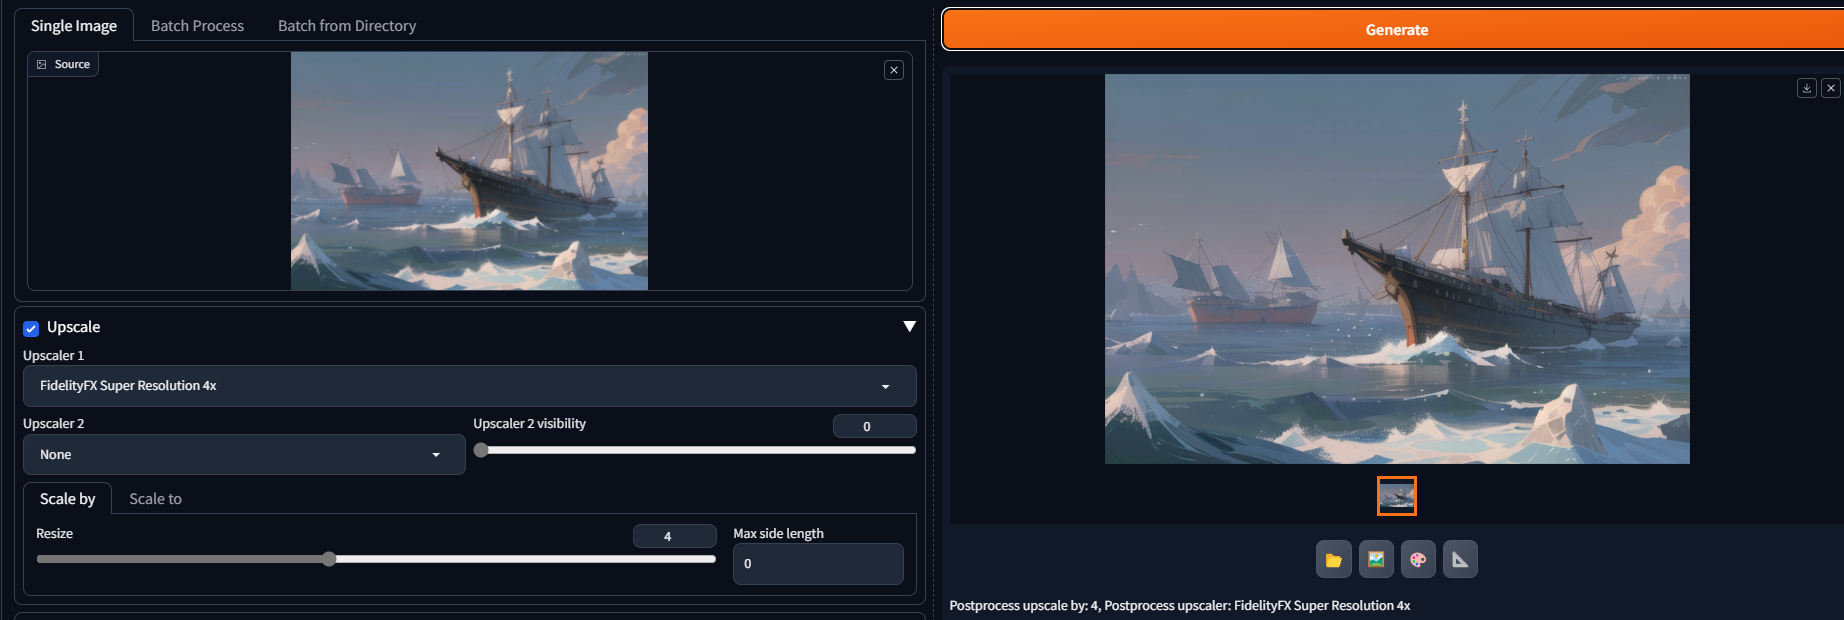 Single Image
Batch Process
Batch from Directory
Source
Upscale
Upscaler 1
FidelityFX Super Resolution 4x
Upscaler 2
None
Upscaler 2 visibility
0
Scale by
Scale to
Resize
4
Max side length
0
Generate
Postprocess upscale by: 4, Postprocess upscaler: FidelityFX Super Resolution 4x